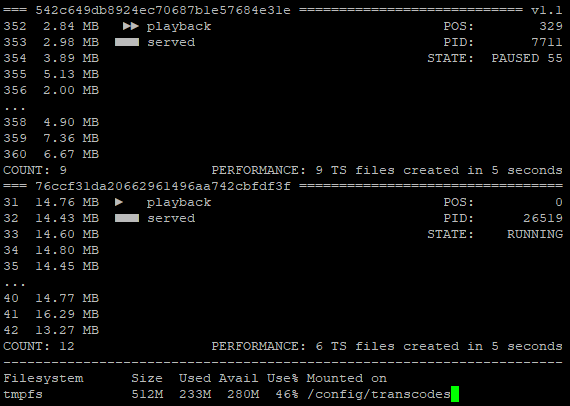 === 542c649db8924ec70687b1e57684e31e ============================= v1.1
352 2.84 MB ►► playback POS: 329
353 2.98 MB ■■■ served PID: 7711
354 3.89 MB STATE: PAUSED 55
355 5.13 MB
356 2.00 MB
...
358 4.90 MB
359 7.36 MB
360 6.67 MB
COUNT: 9 PERFORMANCE: 9 TS files created in 5 seconds
=== 76ccf31da20662961496aa742cbfdf3f ==================================
31 14.76 MB ► playback POS: 0
32 14.43 MB ■■■ served PID: 26519
33 14.60 MB STATE: RUNNING
34 14.80 MB
35 14.45 MB
...
40 14.77 MB
41 16.29 MB
42 13.27 MB
COUNT: 12 PERFORMANCE: 6 TS files created in 5 seconds
-----------------------------------------------------------------------
Filesystem Size Used Avail Use% Mounted on
tmpfs 512M 233M 280M 46% /config/transcodes